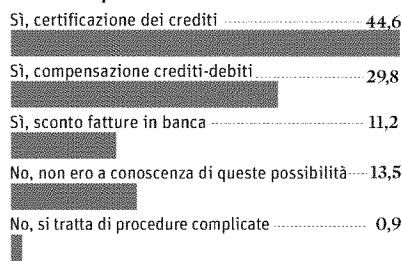 Sì, certificazione dei crediti 44,6
Sì, compensazione crediti-debiti 29,8
Sì, sconto fatture in banca 11,2
No, non ero a conoscenza di queste possibilità 13,5
No, si tratta di procedure complicate 0,9